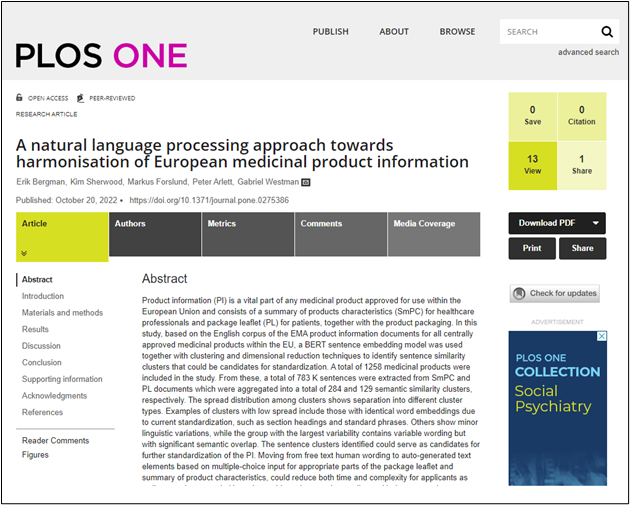 PUBLISH ABOUT BROWSE SEARCH
advanced search
PLOS ONE
OPEN ACCESS PEER-REVIEWED
RESEARCH ARTICLE
A natural language processing approach towards
harmonisation of European medicinal product information
Erik Bergman, Kim Sherwood, Markus Forslund, Peter Arlett, Gabriel Westman
Published: October 20, 2022 • https://doi.org/10.1371/journal.pone.0275386
0
Save
0
Citation
13
View
1
Share
Article
Authors
Metrics
Comments
Media Coverage
Download PDF
Print
Share
Check for updates
Abstract
Introduction
Materials and methods
Results
Discussion
Conclusion
Supporting information
Acknowledgments
References
Reader Comments
Figures
Abstract
Product information (PI) is a vital part of any medicinal product approved for use within the
European Union and consists of a summary of products characteristics (SmPC) for healthcare
professionals and package leaflet (PL) for patients, together with the product packaging. In this
study, based on the English corpus of the EMA product information documents for all centrally
approved medicinal products within the EU, a BERT sentence embedding model was used
together with clustering and dimensional reduction techniques to identify sentence similarity
clusters that could be candidates for standardization. A total of 1258 medicinal products were
included in the study. From these, a total of 783 K sentences were extracted from SmPC and
PL documents which were aggregated into a total of 284 and 129 semantic similarity clusters,
respectively. The spread distribution among clusters shows separation into different cluster
types. Examples of clusters with low spread include those with identical word embeddings due
to current standardization, such as section headings and standard phrases. Others show minor
linguistic variations, while the group with the largest variability contains variable wording but
with significant semantic overlap. The sentence clusters identified could serve as candidates for
further standardization of the PI. Moving from free text human wording to auto-generated text
elements based on multiple-choice input for appropriate parts of the package leaflet and
summary of product characteristics, could reduce both time and complexity for applicants as
ADVERTISEMENT
PLOS ONE
COLLECTION
Social
Psychiatry